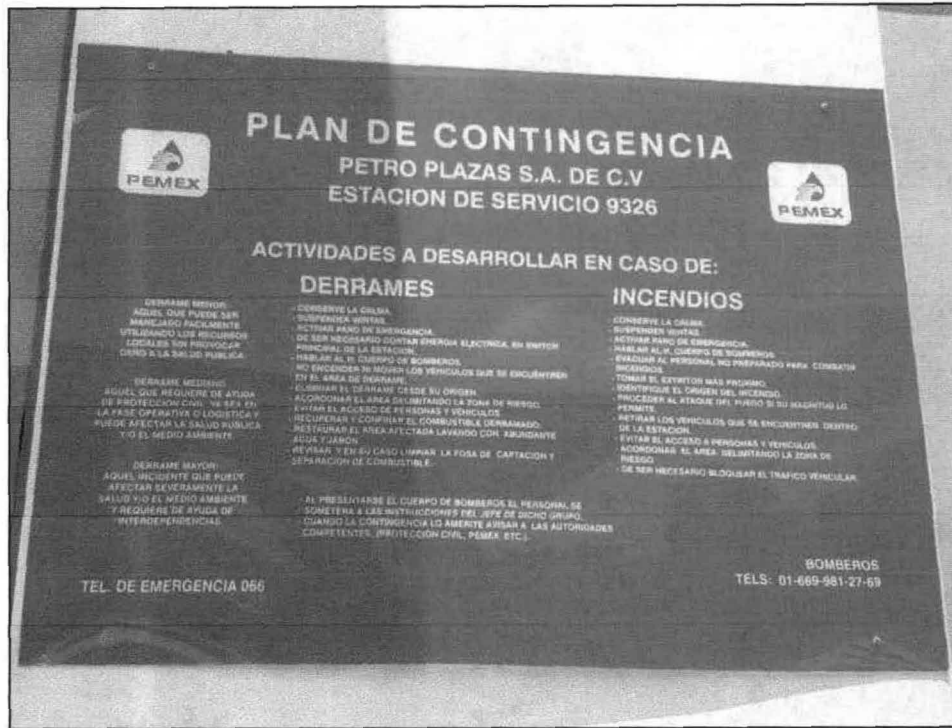 PLAN DE CONTINGENCIA
PETRO PLAZAS S.A. DE C.V
ESTACION DE SERVICIO 9326
PEMEX
PEMEX
ACTIVIDADES A DESARROLLAR EN CASO DE:
DERRAME MENOR:
AQUEL QUE PUEDE SER
MANEJADO FACILMENTE
UTILIZANDO LOS RECURSOS
LOCALES SIN PROVOCAR
DAÑO A LA SALUD PUBLICA
DERRAME MEDIANO
AQUEL QUE REQUIERE DE AYUDA
DE PROTECCION CIVIL, YA SEA EN
LA FASE OPERATIVA O LOGISTICA Y
PUEDE AFECTAR LA SALUD PUBLICA
Y/O EL MEDIO AMBIENTE
DERRAME MAYOR:
AQUEL INCIDENTE QUE PUEDE
AFECTAR SEVERAMENTE LA
SALUD Y/O EL MEDIO AMBIENTE
Y REQUIERE DE AYUDA DE
INTERDEPENDENCIAS.
DERRAMES
- CONSERVE LA CALMA.
- SUSPENDER VENTAS.
- ACTIVAR PARO DE EMERGENCIA.
- DE SER NECESARIO CORTAR ENERGIA ELECTRICA, EN SWITCH
PRINCIPAL DE LA ESTACION.
- HABLAR AL H. CUERPO DE BOMBEROS.
NO ENCENDER NI MOVER LOS VEHICULOS QUE SE ENCUENTREN
EN EL AREA DE DERRAME.
- ELIMINAR EL DERRAME DESDE SU ORIGEN.
- ACORDONAR EL AREA DELIMITANDO LA ZONA DE RIESGO.
- EVITAR EL ACCESO DE PERSONAS Y VEHICULOS.
- RECUPERAR Y CONFINAR EL COMBUSTIBLE DERRAMADO.
- RESTAURAR EL AREA AFECTADA LAVANDO CON ABUNDANTE
AGUA Y JABON.
- REVISAR Y EN SU CASO LIMPIAR LA FOSA DE CAPTACION Y
SEPARACION DE COMBUSTIBLE.
INCENDIOS
- CONSERVE LA CALMA.
- SUSPENDER VENTAS.
- ACTIVAR PARO DE EMERGENCIA.
- HABLAR AL H. CUERPO DE BOMBEROS.
- EVACUAR AL PERSONAL NO PREPARADO PARA COMBATIR
INCENDIOS.
- TOMAR EL EXTINTOR MÁS PROXIMO.
- IDENTIFIQUE EL ORIGEN DEL INCENDIO.
- PROCEDER AL ATAQUE DEL FUEGO SI SU MAGNITUD LO
PERMITE.
- RETIRAR LOS VEHICULOS QUE SE ENCUENTREN DENTRO
DE LA ESTACION.
- EVITAR EL ACCESO A PERSONAS Y VEHICULOS.
- ACORDONAR EL AREA DELIMITANDO LA ZONA DE
RIESGO
- DE SER NECESARIO BLOQUEAR EL TRAFICO VEHICULAR.
- AL PRESENTARSE EL CUERPO DE BOMBEROS EL PERSONAL SE
SOMETERA A LAS INSTRUCCIONES DEL JEFE DE DICHO GRUPO.
- CUANDO LA CONTINGENCIA LO AMERITE AVISAR A LAS AUTORIDADES
COMPETENTES, (PROTECCIÓN CIVIL, PEMEX, ETC.).
TEL. DE EMERGENCIA 066
BOMBEROS
TELS: 01-669-981-27-69